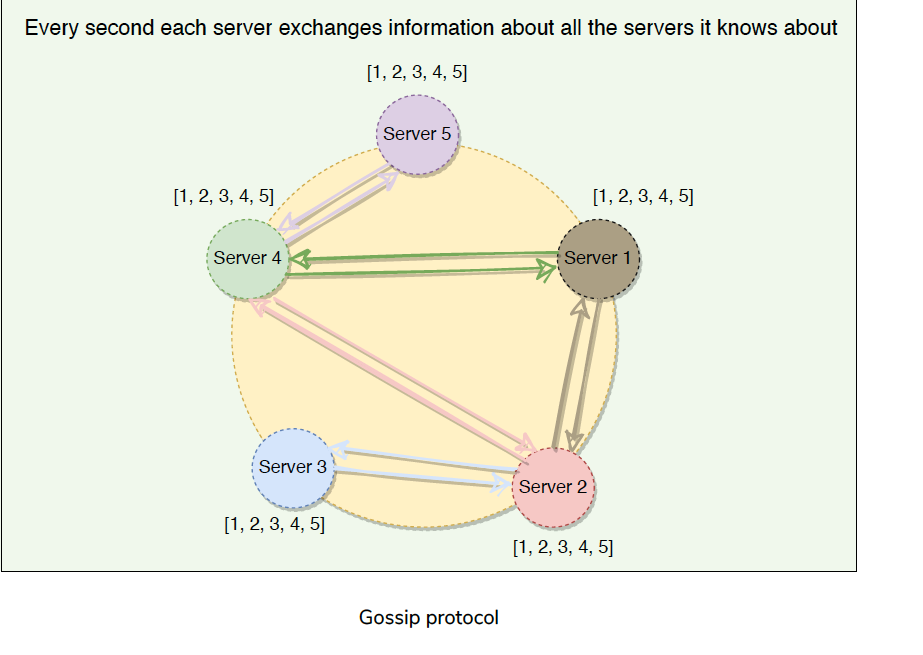 Every second each server exchanges information about all the servers it knows about
[1, 2, 3, 4, 5]
Server 5
[1, 2, 3, 4, 5]
[1, 2, 3, 4, 5]
Server 4
Server 1
Server 3
Server 2
[1, 2, 3, 4, 5]
[1, 2, 3, 4, 5]
Gossip protocol